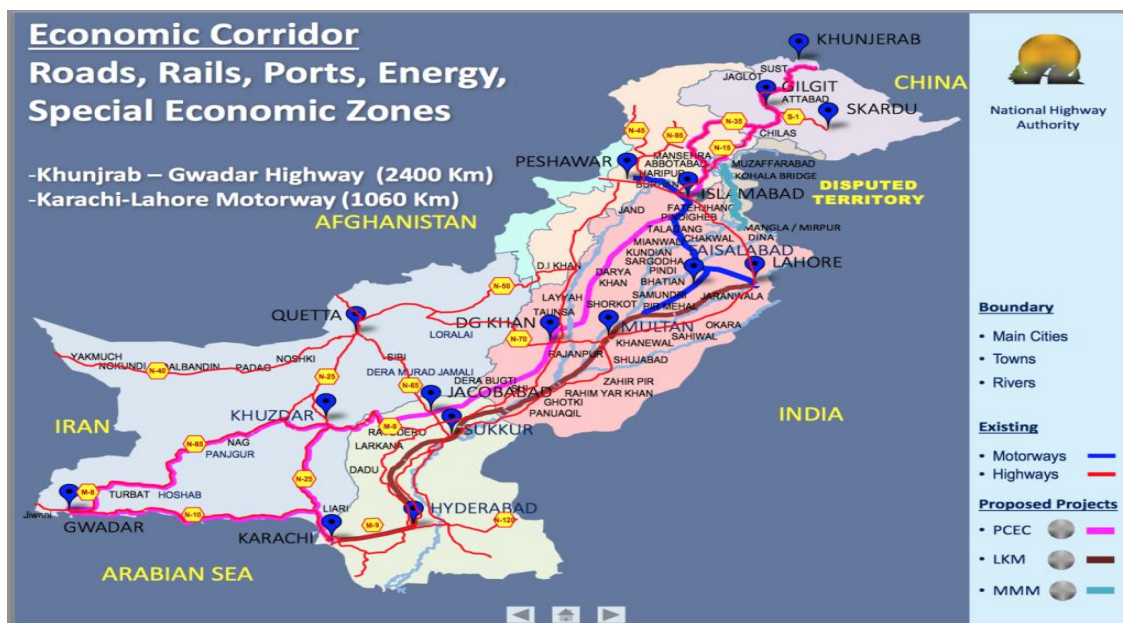 Economic Corridor
Roads, Rails, Ports, Energy,
Special Economic Zones
-Khunjrab – Gwadar Highway (2400 Km)
-Karachi-Lahore Motorway (1060 Km)
KHUNJERAB
SUST
JAGLOT
GILGIT
ATTABAD
CHINA
SKARDU
S-1
N-35
N-45
N-95
CHILAS
N-15
MANSEHRA
ABBOTABAD
HARIPUR
PESHAWAR
MUZAFFARABAD
KOHALA BRIDGE
ISLAMABAD
DISPUTED
TERRITORY
AFGHANISTAN
JAND
FATEHJHANG
PINDIGHEB
TALAGANG
MANGLA / MIRPUR
DINA
CHAKWAL
MIANWALI
KUNDIAN
FAISALABAD
SARGODHA
LAHORE
PINDI
BHATIAN
D.I KHAN
DARYA
KHAN
N-50
LAYYAH
TAUNSA
SHORKOT
SAMUNDRI
PIR MEHAL
JARANWALA
QUETTA
DG KHAN
MULTAN
OKARA
LORALAI
N-70
KHANEWAL
SAHIWAL
RAJANPUR
SHUJABAD
YAKMUCH
NOKUNDI
DALBANDIN
PADAG
NOSHKI
N-40
SIBI
N-25
DERA MURAD JAMALI
N-65
DERA BUGTI
SUI
ZAHIR PIR
RAHIM YAR KHAN
JACOBABAD
GHOTKI
PANUAQIL
KHUZDAR
INDIA
IRAN
M-8
RATODERO
SUKKUR
LARKANA
N-85
NAG
PANJGUR
DADU
N-25
M-8
TURBAT
HOSHAB
Jiwni
GWADAR
N-10
LIARI
HYDERABAD
M-9
N-120
KARACHI
ARABIAN SEA
National Highway
Authority
Boundary
• Main Cities
• Towns
• Rivers
Existing
• Motorways
• Highways
Proposed Projects
• PCEC
• LKM
• MMM